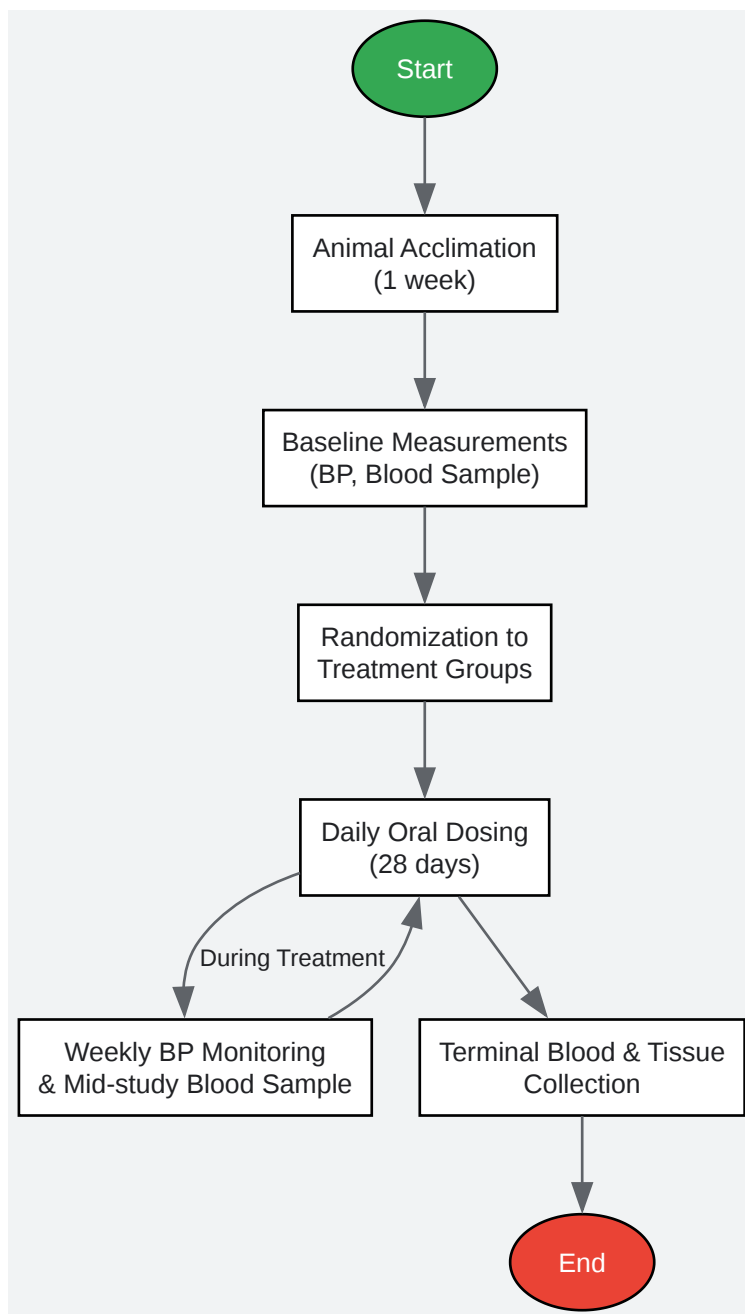 Start
Animal Acclimation
(1 week)
Baseline Measurements
(BP, Blood Sample)
Randomization to
Treatment Groups
Daily Oral Dosing
(28 days)
During Treatment
Weekly BP Monitoring
& Mid-study Blood Sample
Terminal Blood & Tissue
Collection
End